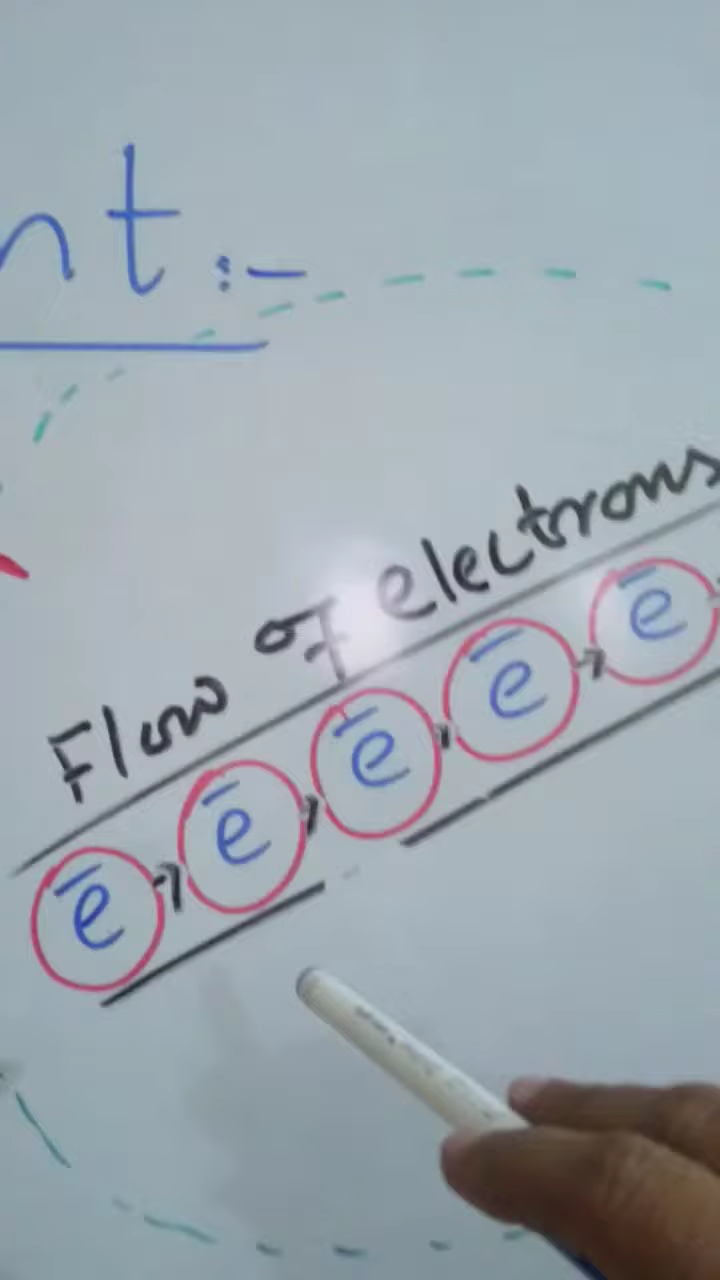 nt :-
Flow of electrons
e̅ → e̅ → e̅ → e̅ → e̅